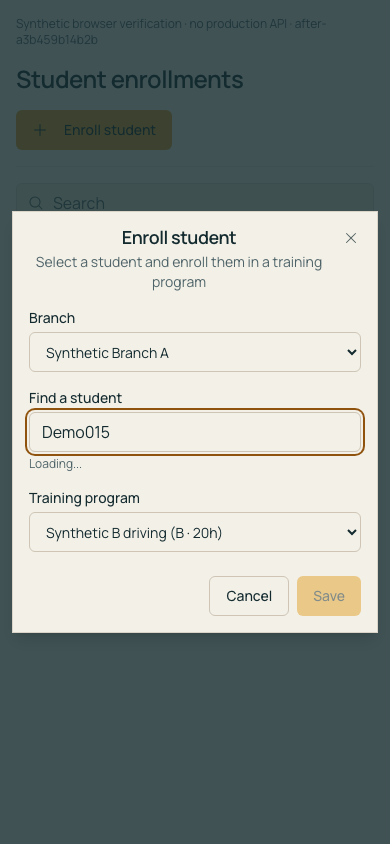 Synthetic browser verification · no production API · after-
a3b459b14b2b
Student enrollments
Enroll student
Search
Enroll student
Select a student and enroll them in a training
program
Branch
Synthetic Branch A
Find a student
Demo015
Loading...
Training program
Synthetic B driving (B · 20h)
Cancel
Save